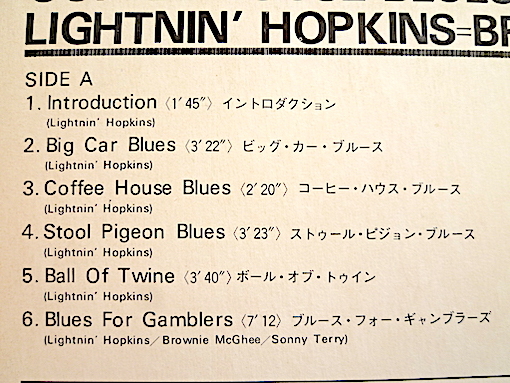 LIGHTNIN' HOPKINS=
SIDE A
1. Introduction 〈1'45"〉 イントロダクション
(Lightnin' Hopkins)
2. Big Car Blues 〈3'22"〉 ビッグ・カー・ブルース
(Lightnin' Hopkins)
3. Coffee House Blues 〈2'20"〉 コーヒー・ハウス・ブルース
(Lightnin' Hopkins)
4. Stool Pigeon Blues 〈3'23"〉 ストゥール・ピジョン・ブルース
(Lightnin' Hopkins)
5. Ball Of Twine 〈3'40"〉 ボール・オブ・トゥイン
(Lightnin' Hopkins)
6. Blues For Gamblers 〈7'12〉 ブルース・フォー・ギャンブラーズ
(Lightnin' Hopkins/Brownie McGhee/Sonny Terry)